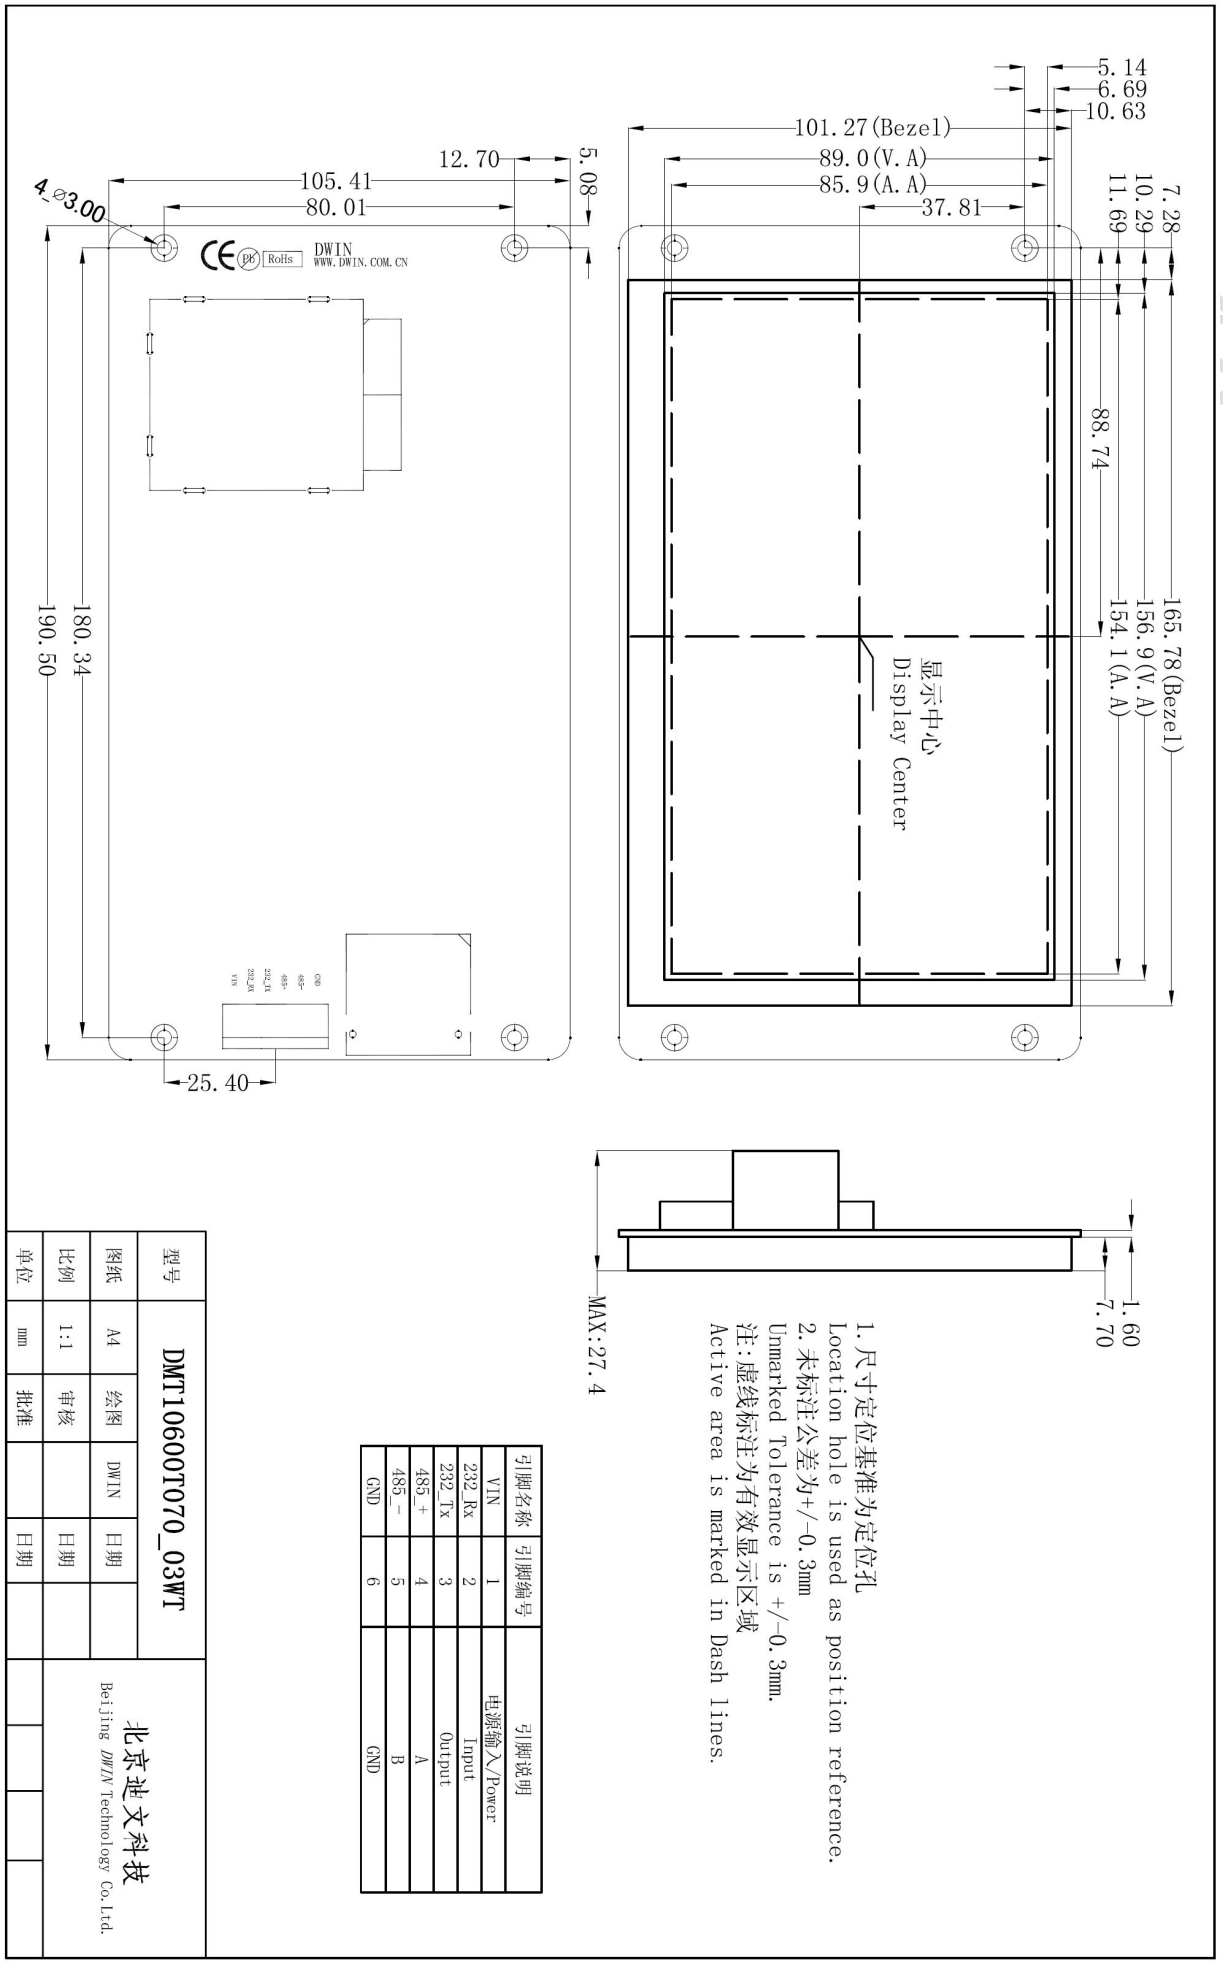 5.14
6.69
10.63
101.27(Bezel)
89.0(V.A)
85.9(A.A)
37.81
7.28
10.29
11.69
88.74
165.78(Bezel)
156.9(V.A)
154.1(A.A)
显示中心
Display Center
12.70
5.08
105.41
80.01
4_⌀3.00
CE
Pb
RoHs
DWIN
WWW.DWIN.COM.CN
180.34
190.50
GND
485-
485+
232_TX
232_RX
VIN
25.40
1.60
7.70
MAX:27.4
1.尺寸定位基准为定位孔
Location hole is used as position reference.
2.未标注公差为+/-0.3mm
Unmarked Tolerance is +/-0.3mm.
注:虚线标注为有效显示区域
Active area is marked in Dash lines.
引脚名称 引脚编号 引脚说明
VIN 1 电源输入/Power
232_Rx 2 Input
232_Tx 3 Output
485_+ 4 A
485_- 5 B
GND 6 GND
型号 DMT10600T070_03WT
图纸 A4 绘图 DWIN 日期
比例 1:1 审核 日期
单位 mm 批准 日期
北京迪文科技
Beijing DWIN Technology Co.Ltd.